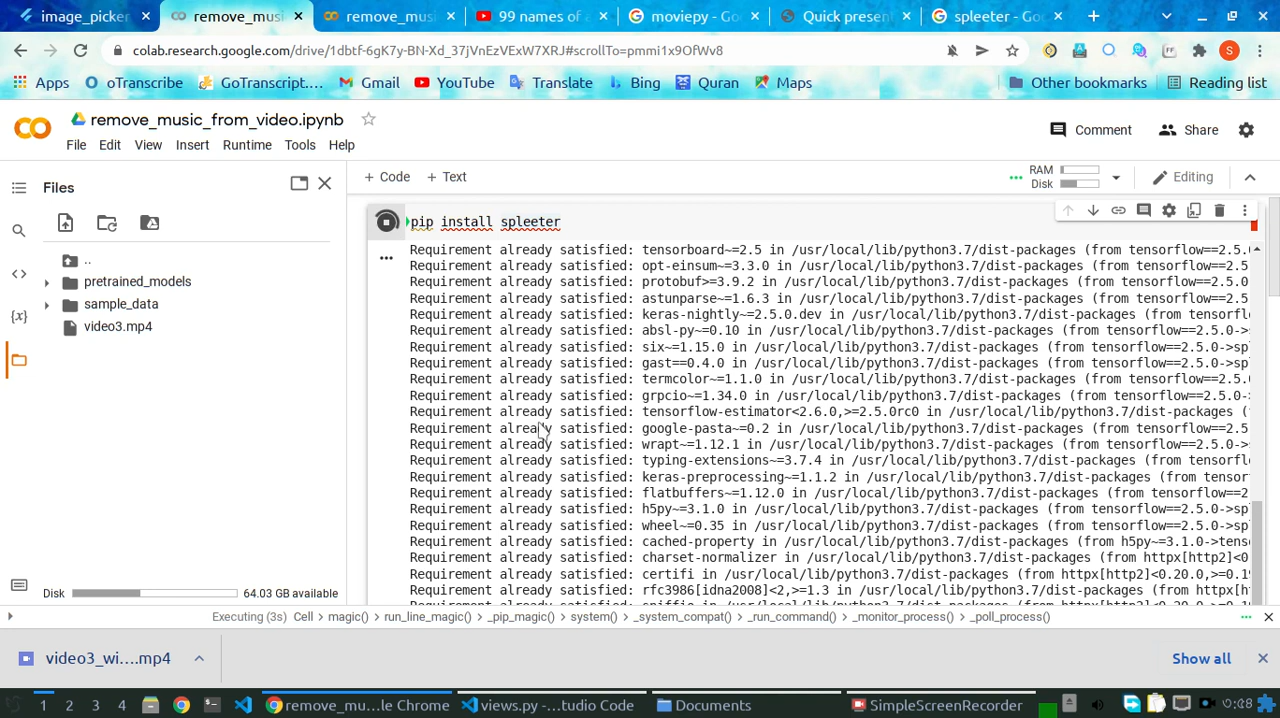 image_picker
remove_musi
remove_musi
99 names of a
moviepy - Go
Quick presen
spleeter - Go
colab.research.google.com/drive/1dbtf-6gK7y-BN-Xd_37jVnEzVExW7XRJ#scrollTo=pmmi1x9OfWv8
S
Apps
oTranscribe
GoTranscript....
Gmail
YouTube
Translate
Bing
Quran
Maps
Other bookmarks
Reading list
remove_music_from_video.ipynb
Comment
Share
File Edit View Insert Runtime Tools Help
Files
+ Code + Text
RAM
Disk
Editing
pip install spleeter
..
pretrained_models
sample_data
video3.mp4
Requirement already satisfied: tensorboard~=2.5 in /usr/local/lib/python3.7/dist-packages (from tensorflow==2.5.
Requirement already satisfied: opt-einsum~=3.3.0 in /usr/local/lib/python3.7/dist-packages (from tensorflow==2.5
Requirement already satisfied: protobuf>=3.9.2 in /usr/local/lib/python3.7/dist-packages (from tensorflow==2.5.0
Requirement already satisfied: astunparse~=1.6.3 in /usr/local/lib/python3.7/dist-packages (from tensorflow==2.5
Requirement already satisfied: keras-nightly~=2.5.0.dev in /usr/local/lib/python3.7/dist-packages (from tensorfl
Requirement already satisfied: absl-py~=0.10 in /usr/local/lib/python3.7/dist-packages (from tensorflow==2.5.0->s
Requirement already satisfied: six~=1.15.0 in /usr/local/lib/python3.7/dist-packages (from tensorflow==2.5.0->spl
Requirement already satisfied: gast==0.4.0 in /usr/local/lib/python3.7/dist-packages (from tensorflow==2.5.0->spl
Requirement already satisfied: termcolor~=1.1.0 in /usr/local/lib/python3.7/dist-packages (from tensorflow==2.5.0
Requirement already satisfied: grpcio~=1.34.0 in /usr/local/lib/python3.7/dist-packages (from tensorflow==2.5.0->
Requirement already satisfied: tensorflow-estimator<2.6.0,>=2.5.0rc0 in /usr/local/lib/python3.7/dist-packages (
Requirement already satisfied: google-pasta~=0.2 in /usr/local/lib/python3.7/dist-packages (from tensorflow==2.5
Requirement already satisfied: wrapt~=1.12.1 in /usr/local/lib/python3.7/dist-packages (from tensorflow==2.5.0->s
Requirement already satisfied: typing-extensions~=3.7.4 in /usr/local/lib/python3.7/dist-packages (from tensorfl
Requirement already satisfied: keras-preprocessing~=1.1.2 in /usr/local/lib/python3.7/dist-packages (from tensor
Requirement already satisfied: flatbuffers~=1.12.0 in /usr/local/lib/python3.7/dist-packages (from tensorflow==2
Requirement already satisfied: h5py~=3.1.0 in /usr/local/lib/python3.7/dist-packages (from tensorflow==2.5.0->spl
Requirement already satisfied: wheel~=0.35 in /usr/local/lib/python3.7/dist-packages (from tensorflow==2.5.0->spl
Requirement already satisfied: cached-property in /usr/local/lib/python3.7/dist-packages (from h5py~=3.1.0->tens
Requirement already satisfied: charset-normalizer in /usr/local/lib/python3.7/dist-packages (from httpx[http2]<0
Requirement already satisfied: certifi in /usr/local/lib/python3.7/dist-packages (from httpx[http2]<0.20.0,>=0.19
Requirement already satisfied: rfc3986[idna2008]<2,>=1.3 in /usr/local/lib/python3.7/dist-packages (from httpx[h
Disk
64.03 GB available
Executing (3s) Cell > magic() > run_line_magic() > _pip_magic() > system() > _system_compat() > _run_command() > _monitor_process() > _poll_process()
video3_wi....mp4
Show all
1 2 3 4
remove_mu...le Chrome
views.py -...tudio Code
Documents
SimpleScreenRecorder